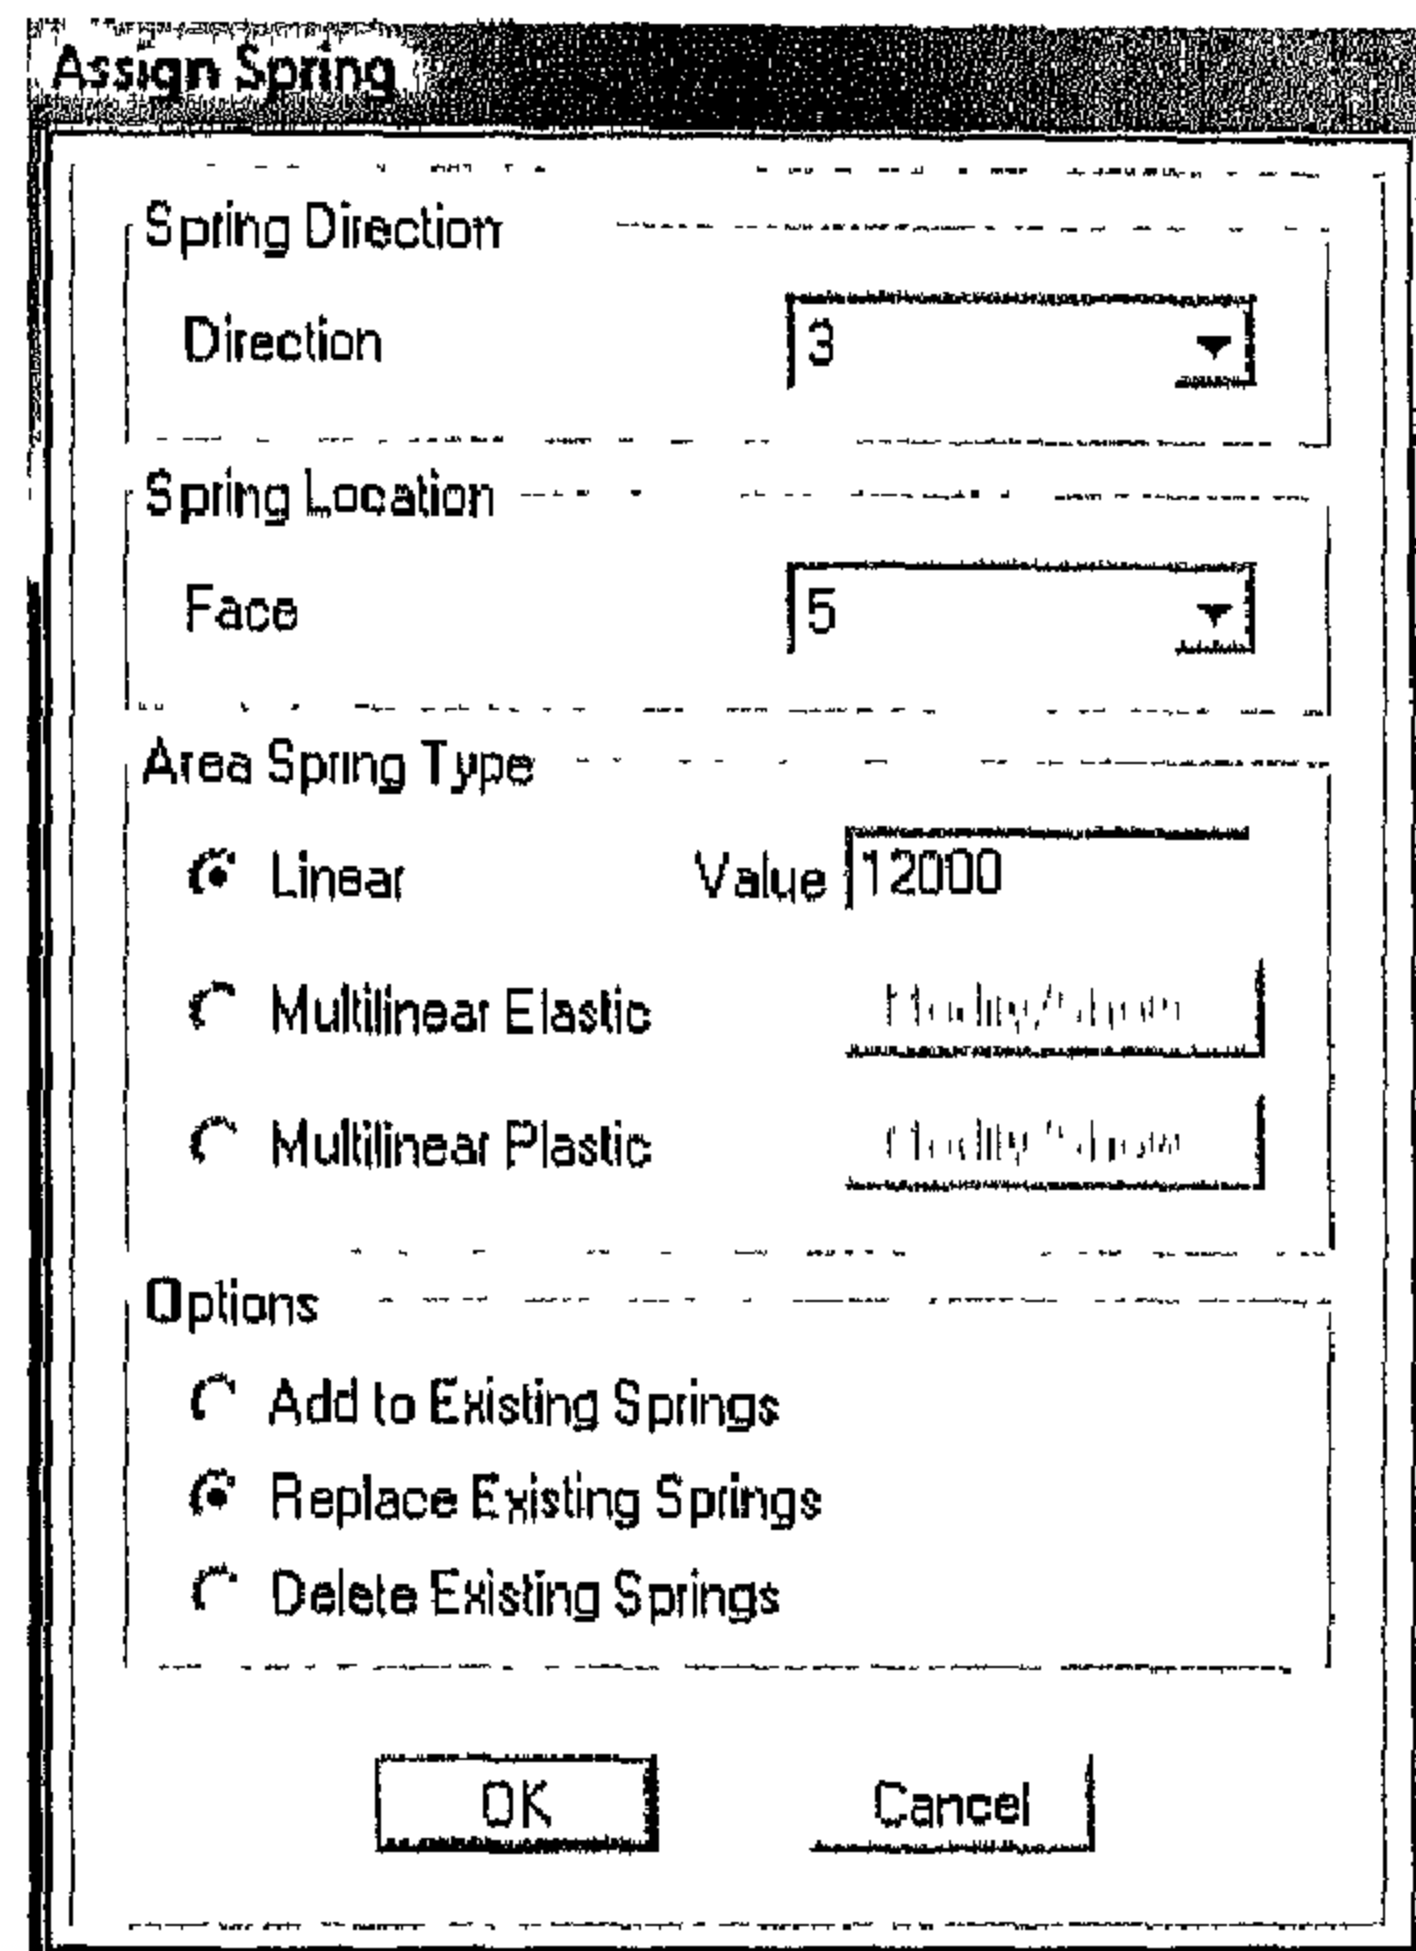 Assign Spring
Spring Direction
Direction 3
Spring Location
Face 5
Area Spring Type
Linear Value 12000
Multilinear Elastic
Multilinear Plastic
Options
Add to Existing Springs
Replace Existing Springs
Delete Existing Springs
OK Cancel